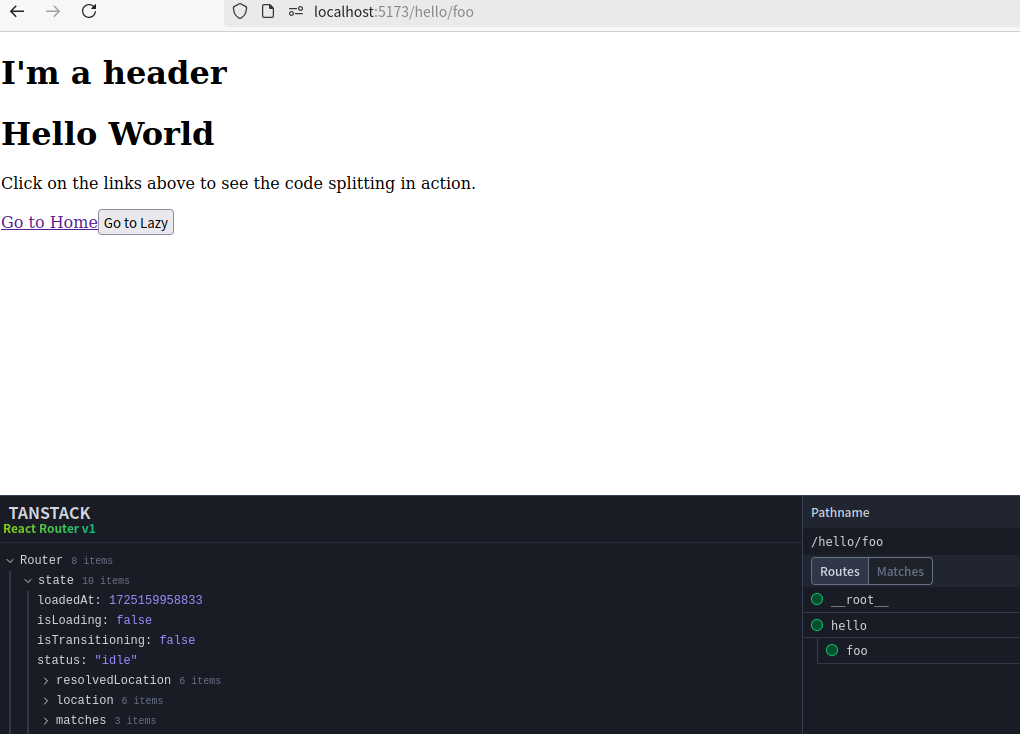 localhost:5173/hello/foo
I'm a header
Hello World
Click on the links above to see the code splitting in action.
Go to Home Go to Lazy
TANSTACK
React Router v1
Router 8 items
state 10 items
loadedAt: 1725159958833
isLoading: false
isTransitioning: false
status: "idle"
resolvedLocation 6 items
location 6 items
matches 3 items
Pathname
/hello/foo
Routes Matches
__root__
hello
foo